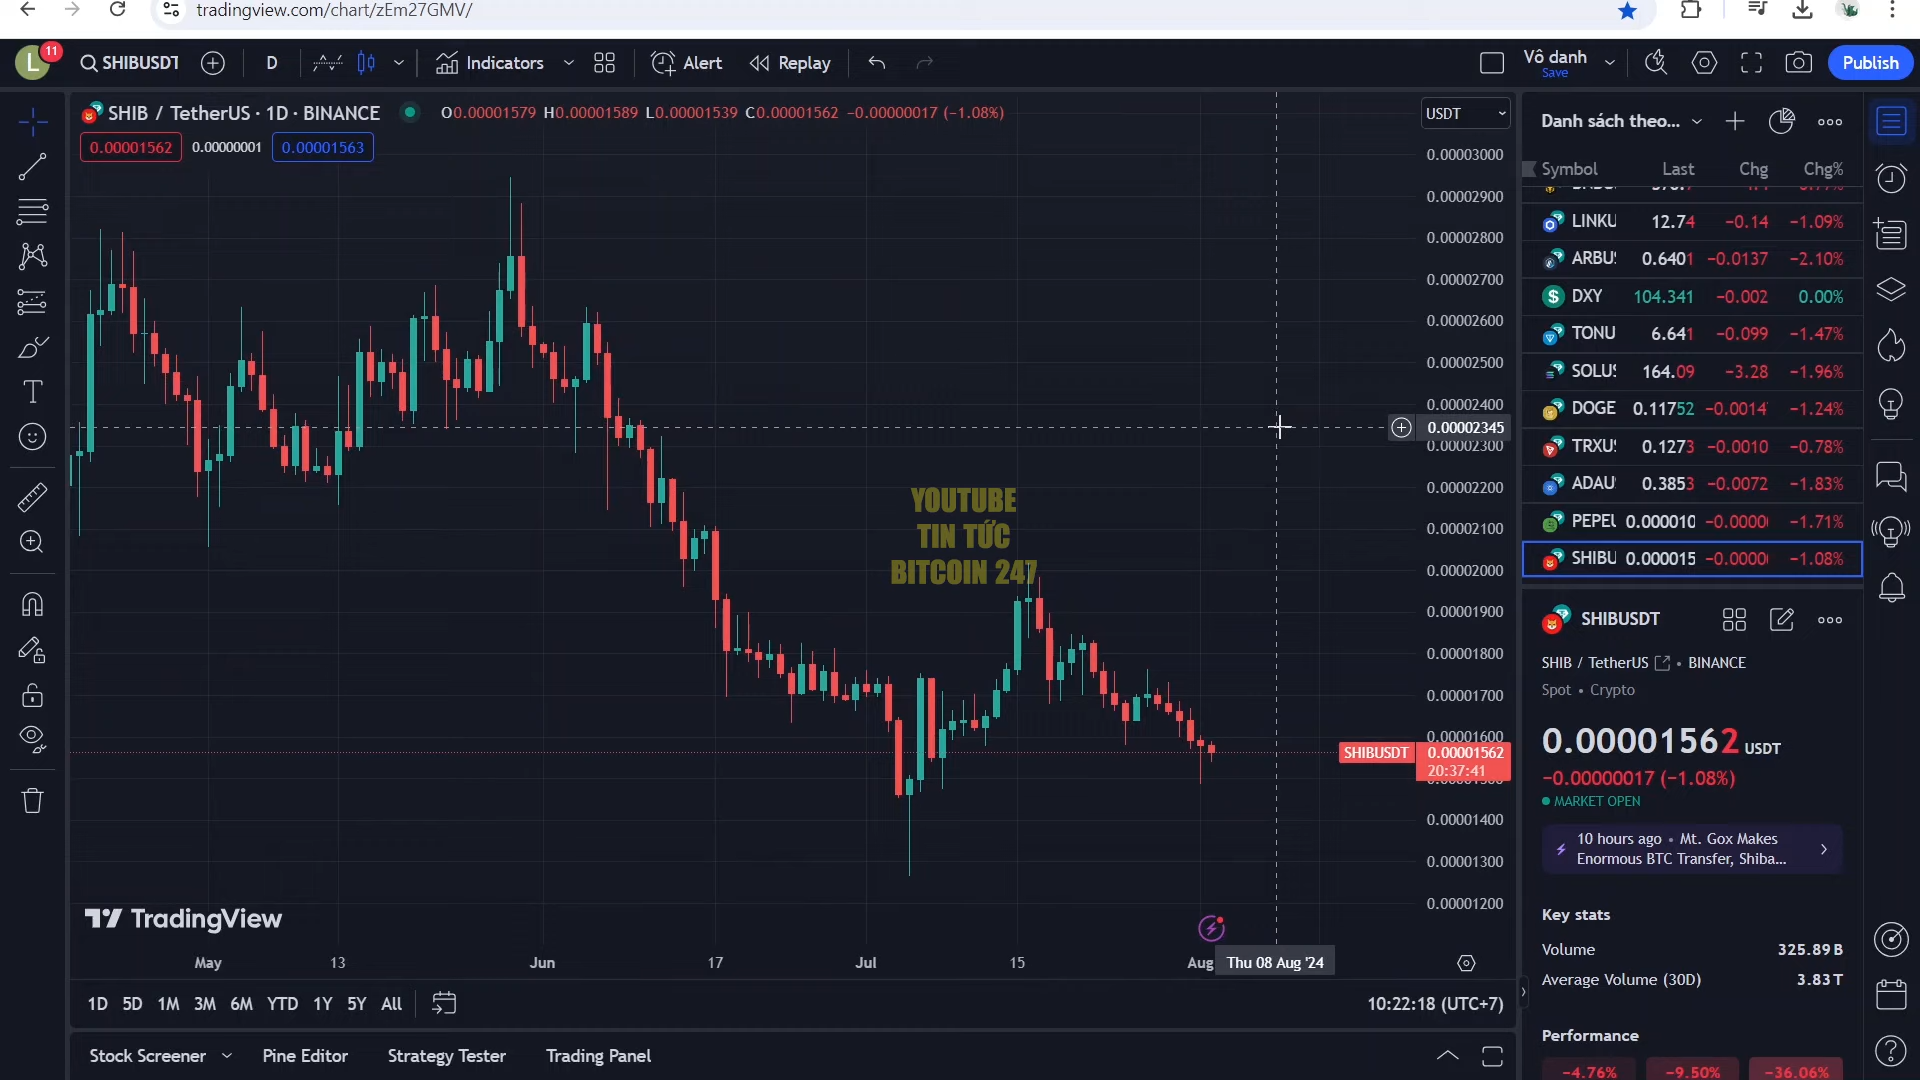 tradingview.com/chart/zEm27GMV/
L 11 SHIBUSDT D Indicators Alert Replay Vô danh Save Publish
SHIB / TetherUS · 1D · BINANCE O0.00001579 H0.00001589 L0.00001539 C0.00001562 −0.00000017 (−1.08%)
0.00001562 0.00000001 0.00001563
USDT
0.00003000
0.00002900
0.00002800
0.00002700
0.00002600
0.00002500
0.00002400
0.00002345
0.00002300
0.00002200
0.00002100
0.00002000
0.00001900
0.00001800
0.00001700
0.00001600
SHIBUSDT 0.00001562
20:37:41
0.00001400
0.00001300
0.00001200
YOUTUBE
TIN TỨC
BITCOIN 247
TradingView
May 13 Jun 17 Jul 15 Aug Thu 08 Aug '24
1D 5D 1M 3M 6M YTD 1Y 5Y All 10:22:18 (UTC+7)
Stock Screener Pine Editor Strategy Tester Trading Panel
Danh sách theo...
Symbol Last Chg Chg%
LINKU 12.74 −0.14 −1.09%
ARBU 0.6401 −0.0137 −2.10%
DXY 104.341 −0.002 0.00%
TONU 6.641 −0.099 −1.47%
SOLU 164.09 −3.28 −1.96%
DOGE 0.11752 −0.0014 −1.24%
TRXU 0.1273 −0.0010 −0.78%
ADAU 0.3853 −0.0072 −1.83%
PEPEU 0.000010 −0.0000 −1.71%
SHIBU 0.000015 −0.0000 −1.08%
SHIBUSDT
SHIB / TetherUS • BINANCE
Spot • Crypto
0.00001562 USDT
−0.00000017 (−1.08%)
MARKET OPEN
10 hours ago • Mt. Gox Makes
Enormous BTC Transfer, Shiba...
Key stats
Volume 325.89 B
Average Volume (30D) 3.83 T
Performance
−4.76% −9.50% −36.06%